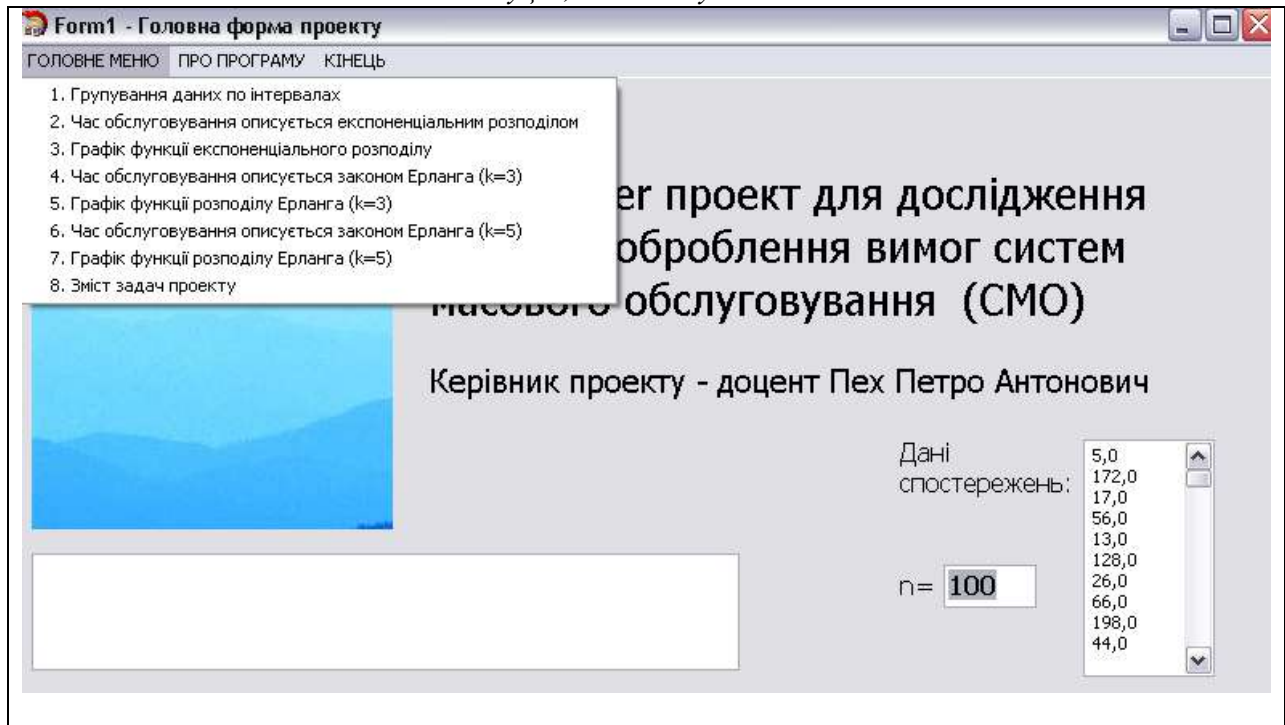 Form1 - Головна форма проекту
ГОЛОВНЕ МЕНЮ ПРО ПРОГРАМУ КІНЕЦЬ
1. Групування даних по інтервалах
2. Час обслуговування описується експоненціальним розподілом
3. Графік функції експоненціального розподілу
4. Час обслуговування описується законом Ерланга (k=3)
5. Графік функції розподілу Ерланга (k=3)
6. Час обслуговування описується законом Ерланга (k=5)
7. Графік функції розподілу Ерланга (k=5)
8. Зміст задач проекту
проект для дослідження
оброблення вимог систем
масового обслуговування (СМО)
Керівник проекту - доцент Пех Петро Антонович
Дані
спостережень:
5,0
172,0
17,0
56,0
13,0
128,0
26,0
66,0
198,0
44,0
n= 100